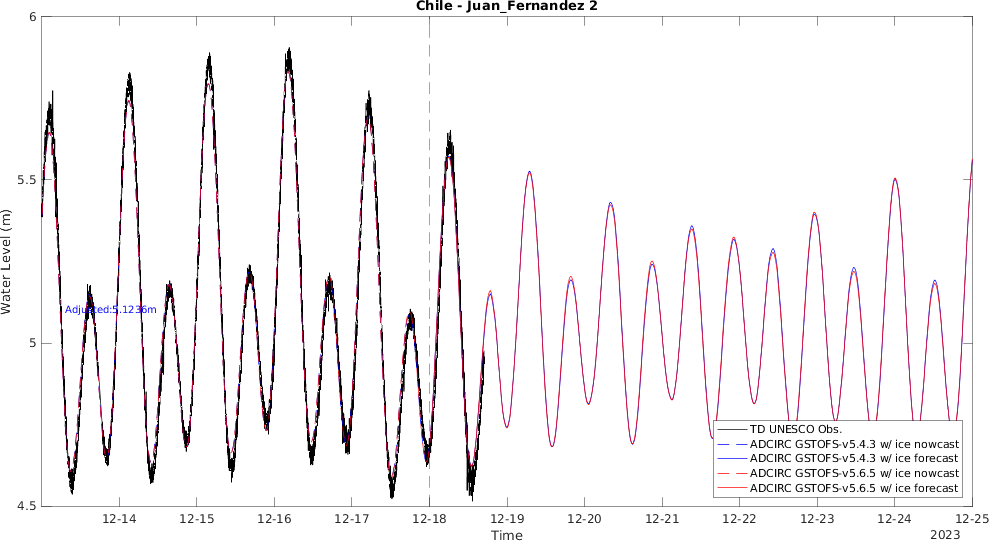 Chile - Juan_Fernandez 2
6
5.5
5
4.5
Water Level (m)
Adjusted:5.1236m
TD UNESCO Obs.
ADCIRC GSTOFS-v5.4.3 w/ ice nowcast
ADCIRC GSTOFS-v5.4.3 w/ ice forecast
ADCIRC GSTOFS-v5.6.5 w/ ice nowcast
ADCIRC GSTOFS-v5.6.5 w/ ice forecast
12-14 12-15 12-16 12-17 12-18 12-19 12-20 12-21 12-22 12-23 12-24 12-25
Time
2023